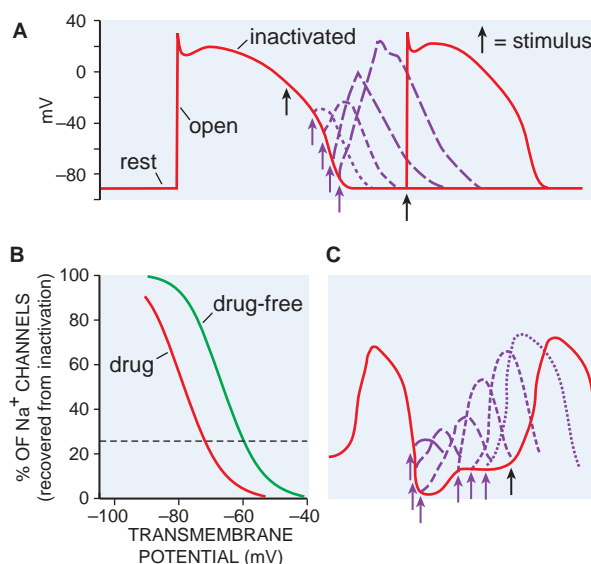 A
40
0
−40
−80
mV
inactivated
open
rest
= stimulus
B
100
80
60
40
20
0
% OF Na+ CHANNELS
(recovered from inactivation)
drug-free
drug
−100 −80 −60 −40
TRANSMEMBRANE
POTENTIAL (mV)
C